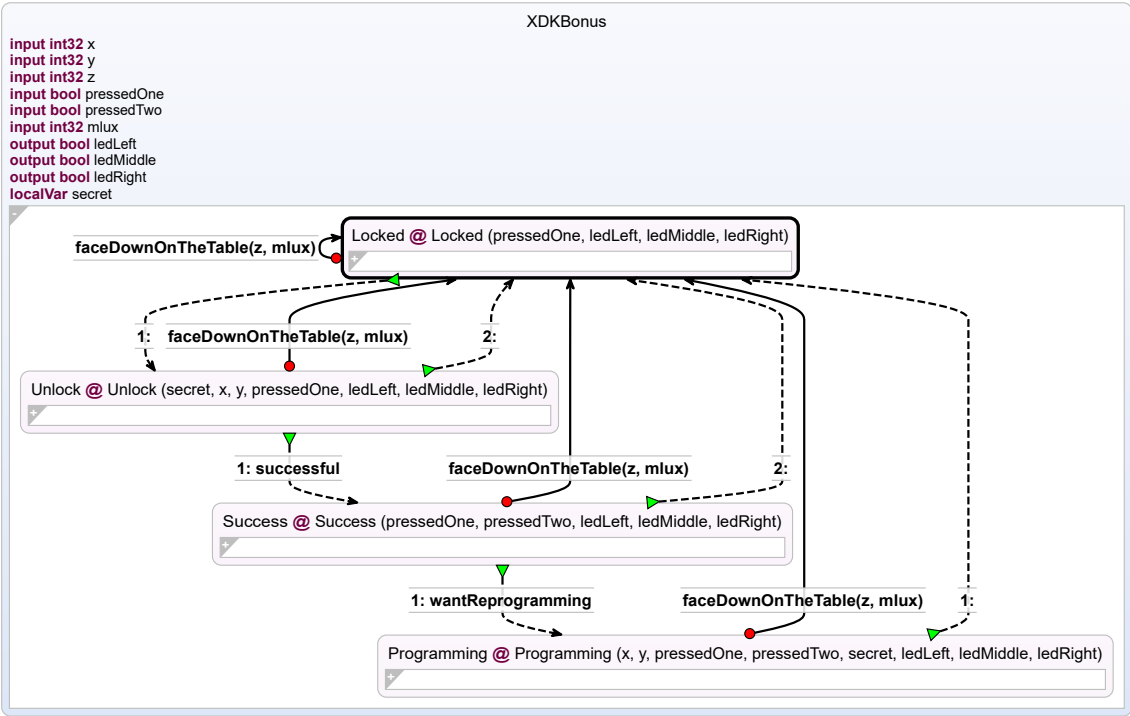 XDKBonus
input int32 x
input int32 y
input int32 z
input bool pressedOne
input bool pressedTwo
input int32 mlux
output bool ledLeft
output bool ledMiddle
output bool ledRight
localVar secret
-
Locked @ Locked (pressedOne, ledLeft, ledMiddle, ledRight)
faceDownOnTheTable(z, mlux)
+
1:
faceDownOnTheTable(z, mlux)
2:
Unlock @ Unlock (secret, x, y, pressedOne, ledLeft, ledMiddle, ledRight)
+
1: successful
faceDownOnTheTable(z, mlux)
2:
Success @ Success (pressedOne, pressedTwo, ledLeft, ledMiddle, ledRight)
+
1: wantReprogramming
faceDownOnTheTable(z, mlux)
1:
Programming @ Programming (x, y, pressedOne, pressedTwo, secret, ledLeft, ledMiddle, ledRight)
+